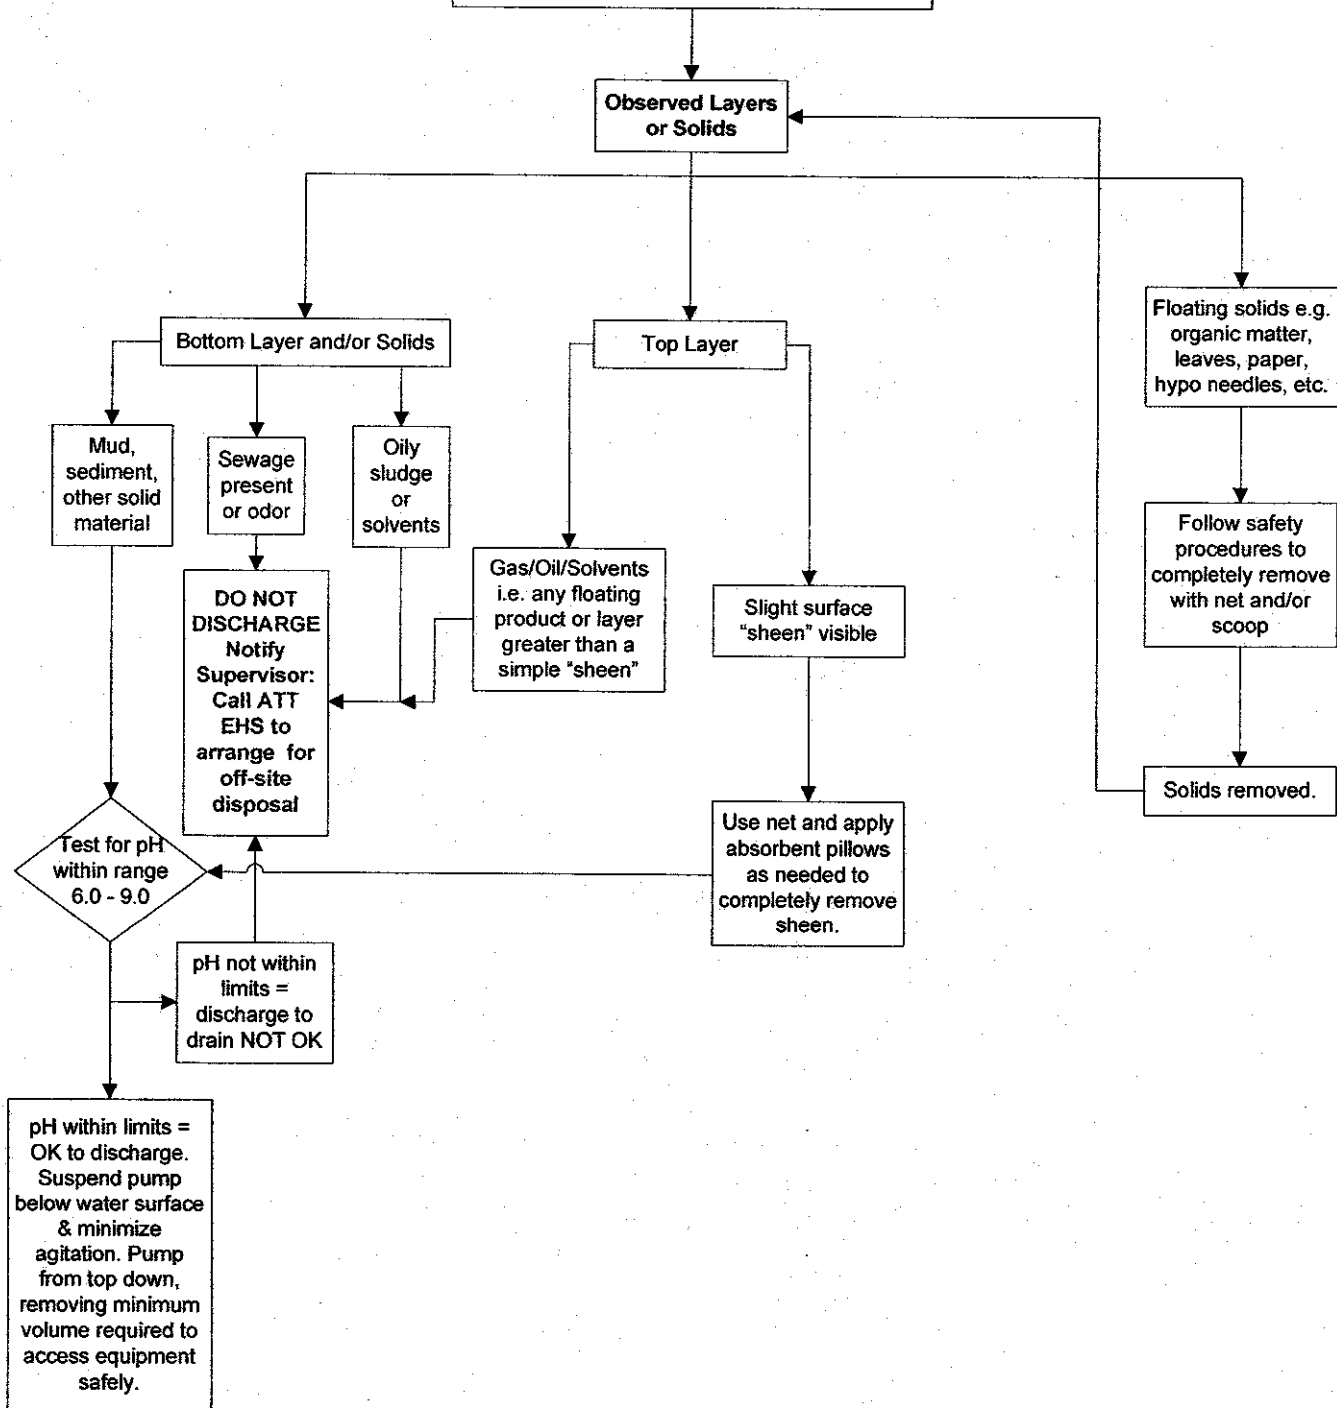 Observed Layers
or Solids
Bottom Layer and/or Solids
Top Layer
Floating solids e.g.
organic matter,
leaves, paper,
hypo needles, etc.
Mud,
sediment,
other solid
material
Sewage
present
or odor
Oily
sludge
or
solvents
Gas/Oil/Solvents
i.e. any floating
product or layer
greater than a
simple "sheen"
Slight surface
"sheen" visible
Follow safety
procedures to
completely remove
with net and/or
scoop
DO NOT
DISCHARGE
Notify
Supervisor:
Call ATT
EHS to
arrange for
off-site
disposal
Solids removed.
Test for pH
within range
6.0 - 9.0
Use net and apply
absorbent pillows
as needed to
completely remove
sheen.
pH not within
limits =
discharge to
drain NOT OK
pH within limits =
OK to discharge.
Suspend pump
below water surface
& minimize
agitation. Pump
from top down,
removing minimum
volume required to
access equipment
safely.